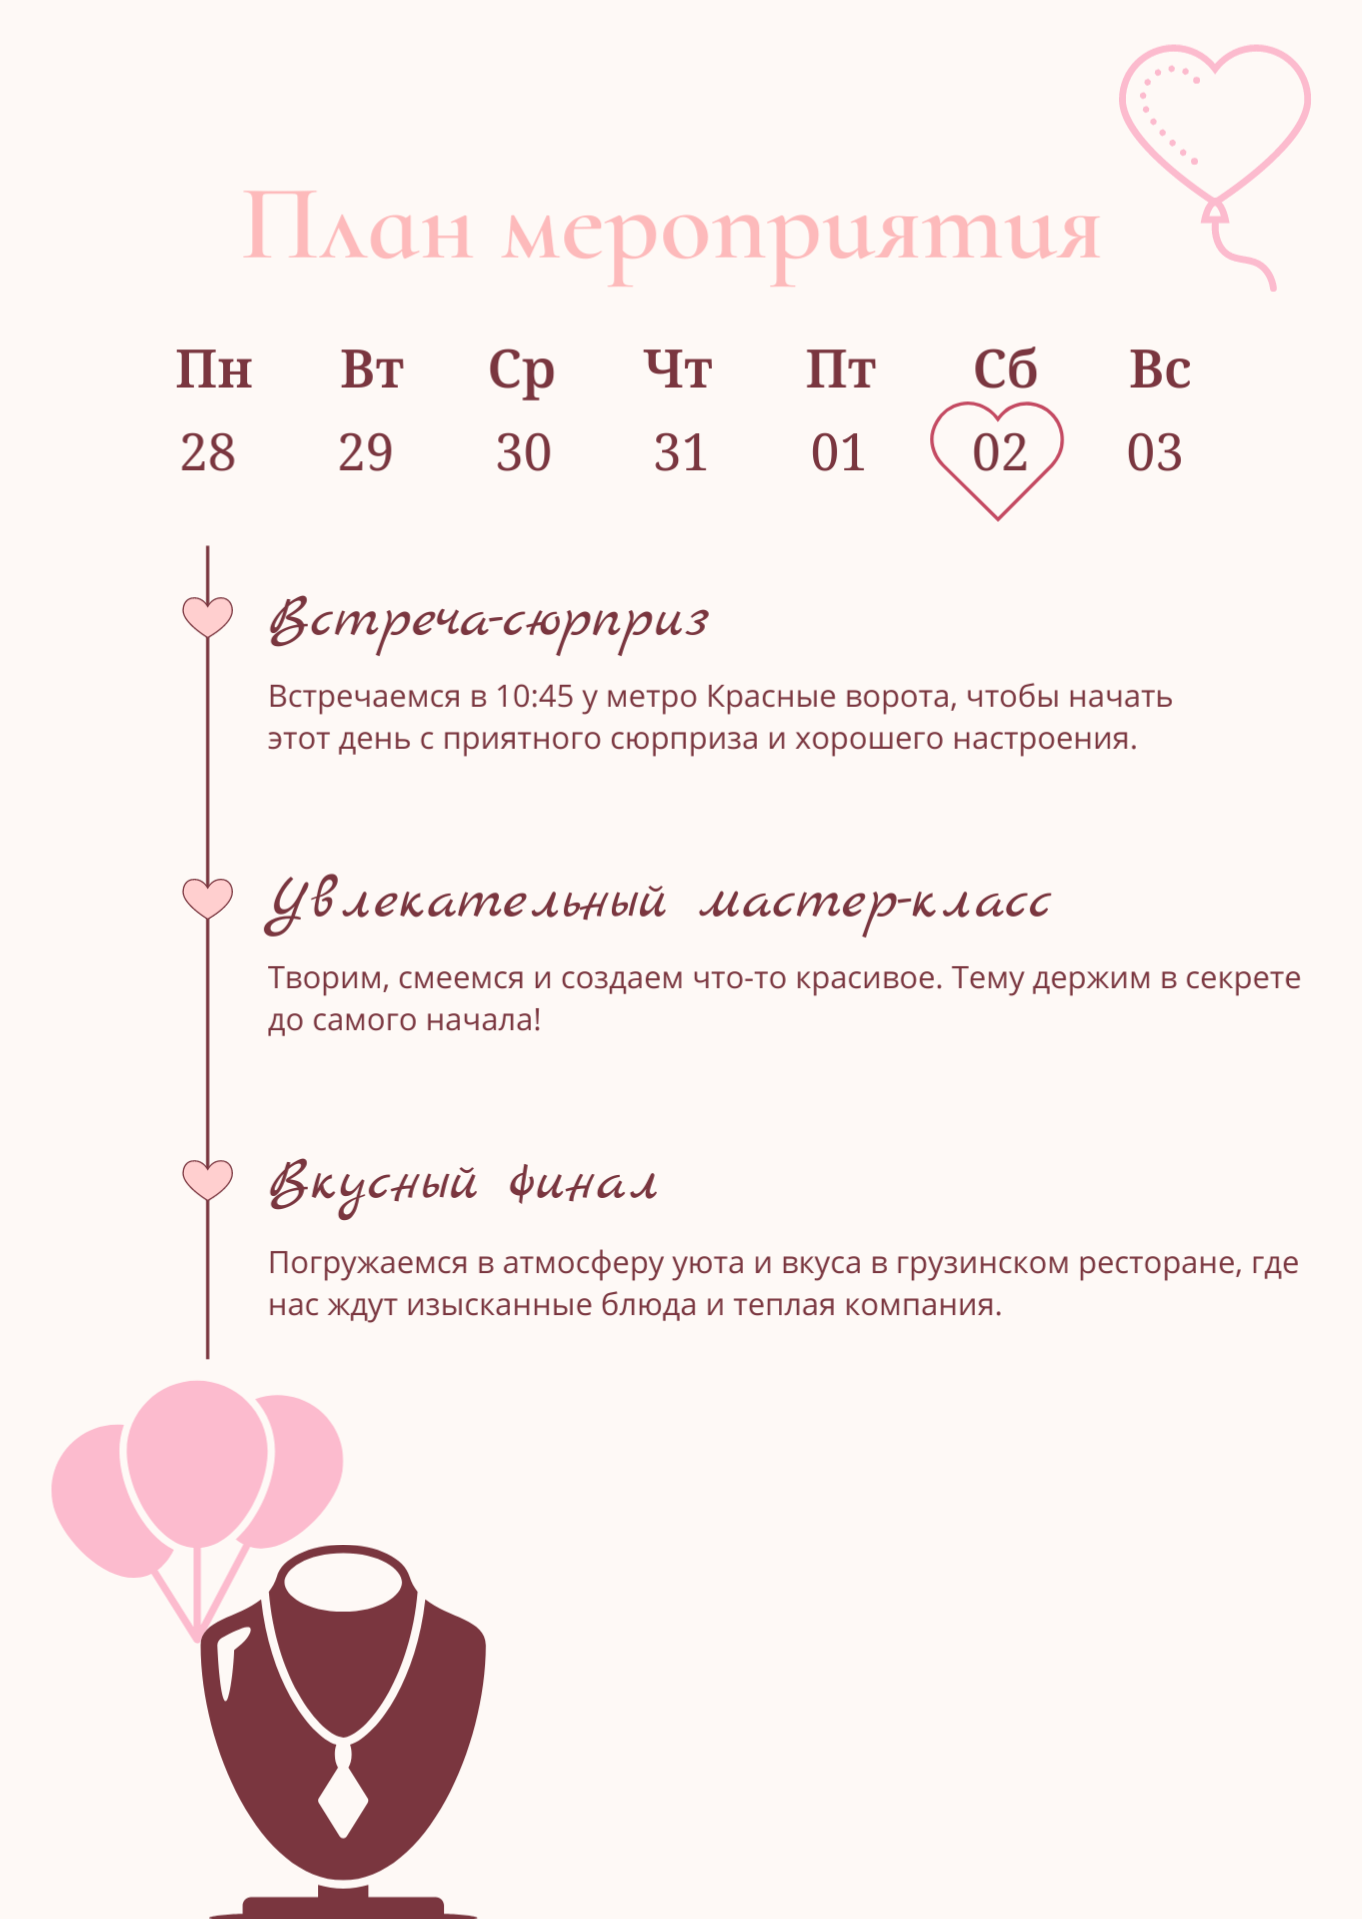 План мероприятия
Пн Вт Ср Чт Пт Сб Вс
28 29 30 31 01 02 03
Встреча-сюрприз
Встречаемся в 10:45 у метро Красные ворота, чтобы начать
этот день с приятного сюрприза и хорошего настроения.
Увлекательный мастер-класс
Творим, смеемся и создаем что-то красивое. Тему держим в секрете
до самого начала!
Вкусный финал
Погружаемся в атмосферу уюта и вкуса в грузинском ресторане, где
нас ждут изысканные блюда и теплая компания.